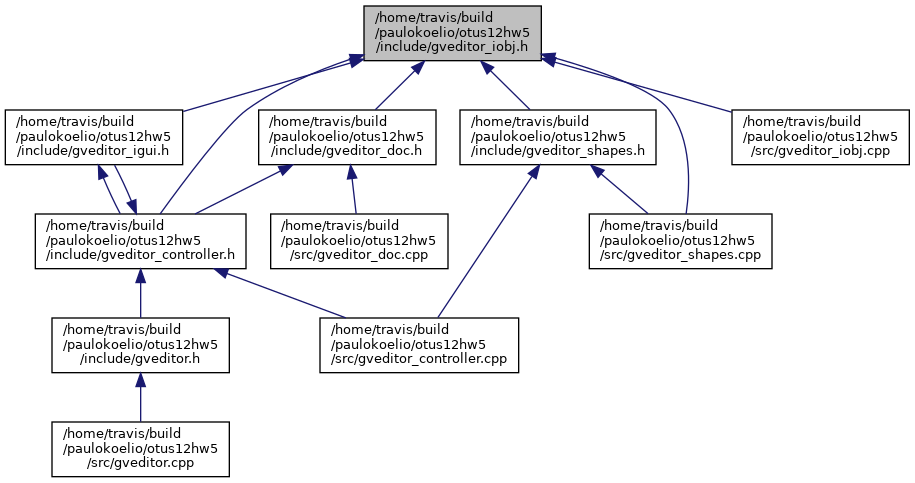 /home/travis/build
/paulokoelio/otus12hw5
/include/gveditor_iobj.h
/home/travis/build
/paulokoelio/otus12hw5
/include/gveditor_igui.h
/home/travis/build
/paulokoelio/otus12hw5
/include/gveditor_doc.h
/home/travis/build
/paulokoelio/otus12hw5
/include/gveditor_shapes.h
/home/travis/build
/paulokoelio/otus12hw5
/src/gveditor_iobj.cpp
/home/travis/build
/paulokoelio/otus12hw5
/include/gveditor_controller.h
/home/travis/build
/paulokoelio/otus12hw5
/src/gveditor_doc.cpp
/home/travis/build
/paulokoelio/otus12hw5
/src/gveditor_shapes.cpp
/home/travis/build
/paulokoelio/otus12hw5
/include/gveditor.h
/home/travis/build
/paulokoelio/otus12hw5
/src/gveditor_controller.cpp
/home/travis/build
/paulokoelio/otus12hw5
/src/gveditor.cpp